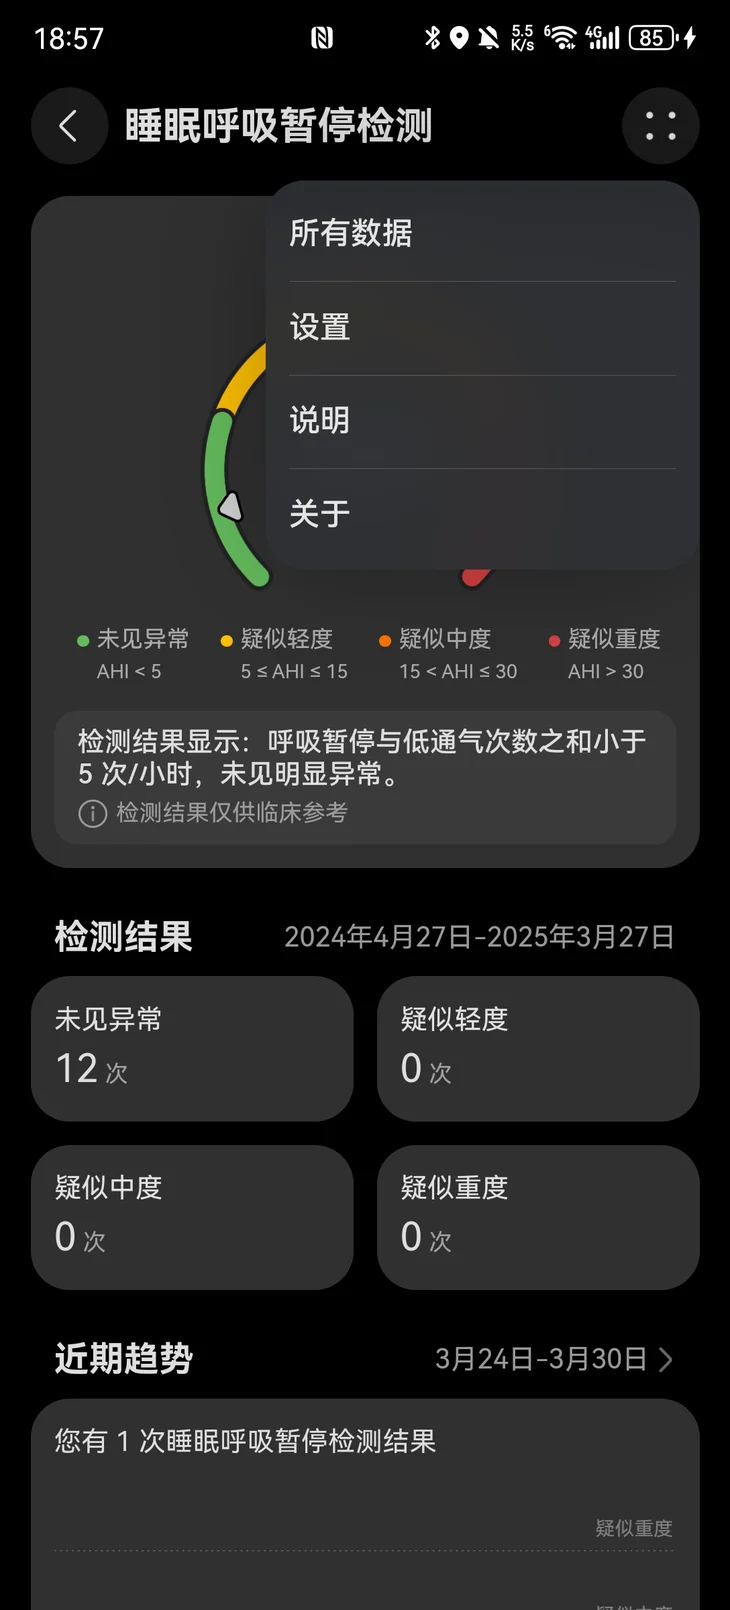 18:57
5.5
K/s
6
4G
85
睡眠呼吸暂停检测
所有数据
设置
说明
关于
未见异常
AHI < 5
疑似轻度
5 ≤ AHI ≤ 15
疑似中度
15 < AHI ≤ 30
疑似重度
AHI > 30
检测结果显示：呼吸暂停与低通气次数之和小于
5 次/小时，未见明显异常。
检测结果仅供临床参考
检测结果 2024年4月27日-2025年3月27日
未见异常
12 次
疑似轻度
0 次
疑似中度
0 次
疑似重度
0 次
近期趋势 3月24日-3月30日
您有 1 次睡眠呼吸暂停检测结果
疑似重度
疑似中度